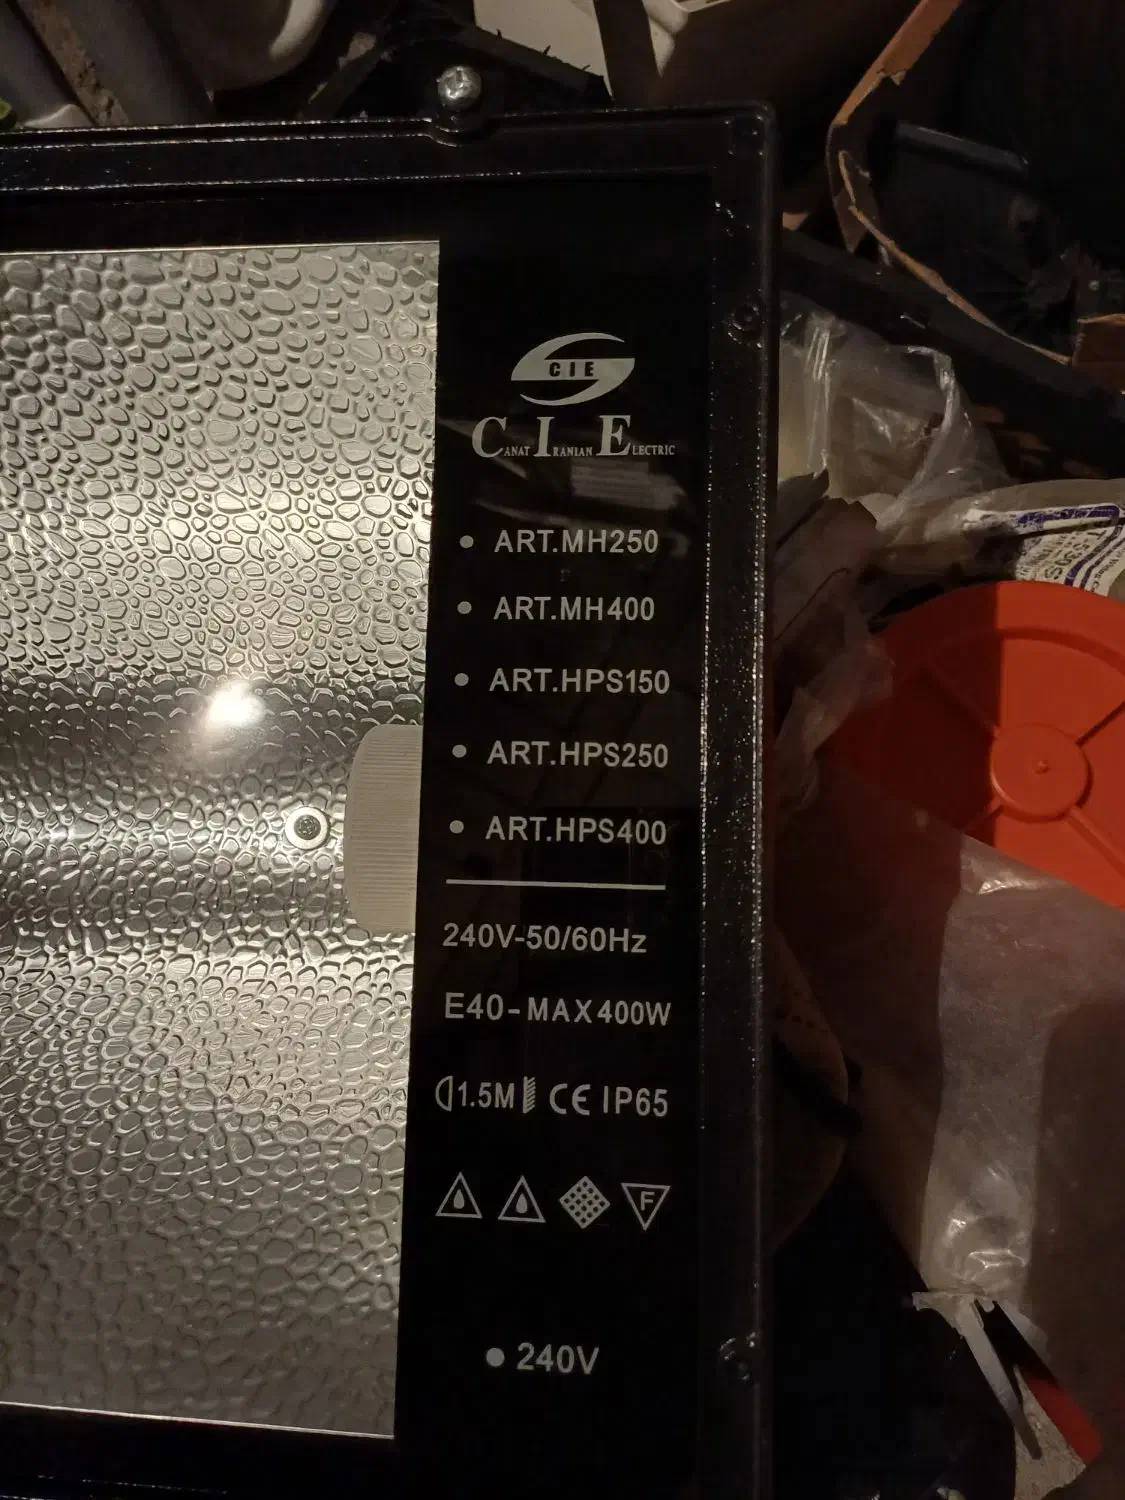 CIE
CANAT IRANIAN ELECTRIC
ART.MH250
ART.MH400
ART.HPS150
ART.HPS250
ART.HPS400
240V-50/60Hz
E40-MAX400W
1.5M CE IP65
F
240V